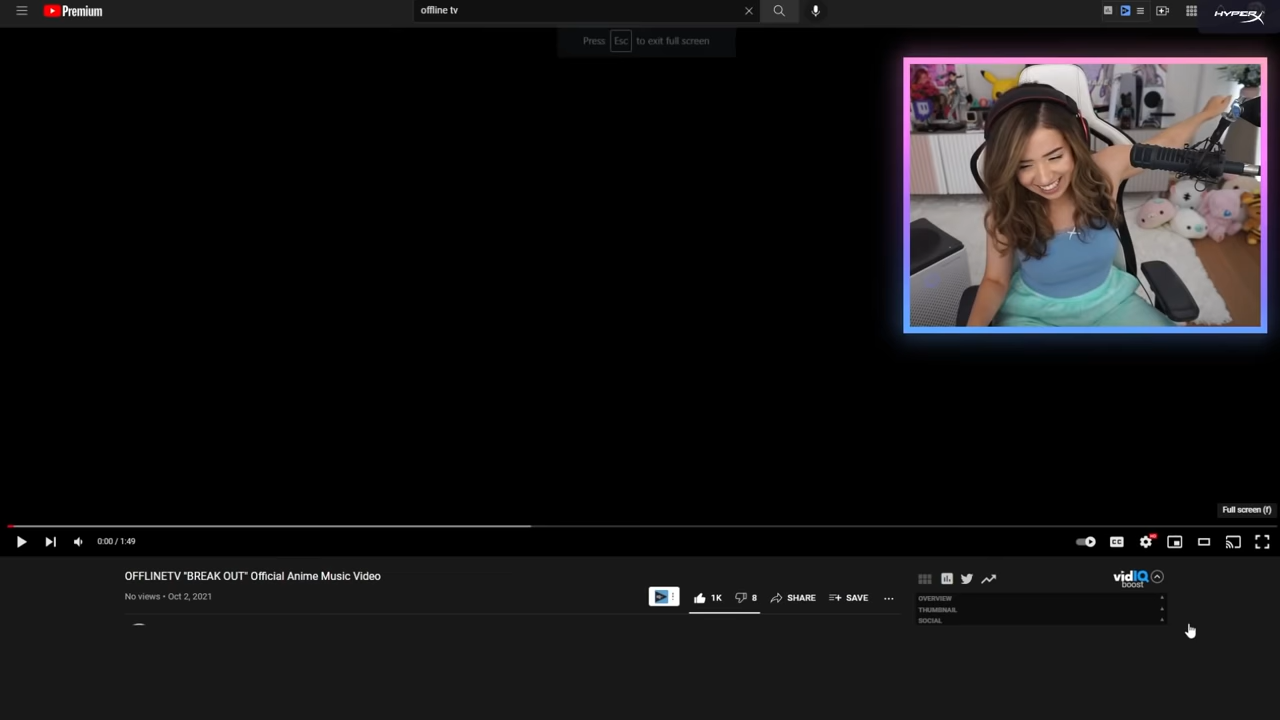 Premium
offline tv
HYPERX
Press Esc to exit full screen
Full screen (f)
0:00 / 1:49
CC
OFFLINETV "BREAK OUT" Official Anime Music Video
No views • Oct 2, 2021
1K
8
SHARE
SAVE
vidIQ
boost
OVERVIEW
THUMBNAIL
SOCIAL